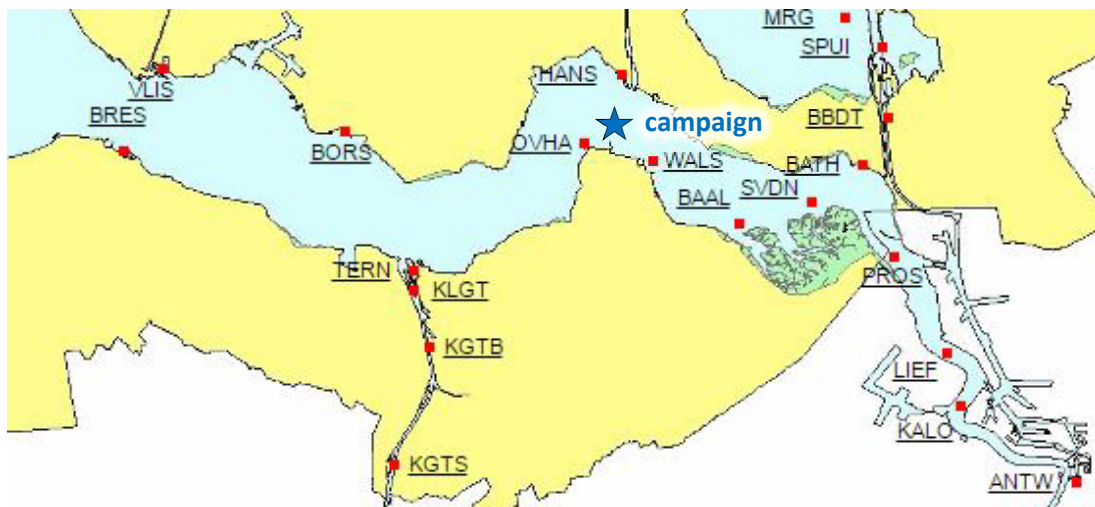 MRG
SPUI
VLIS
HANS
BRES
campaign
BBDT
BORS
OVHA
WALS
BATH
BAAL
SVDN
TERN
KLGT
PROS
KGTB
LIEF
KALO
KGTS
ANTW